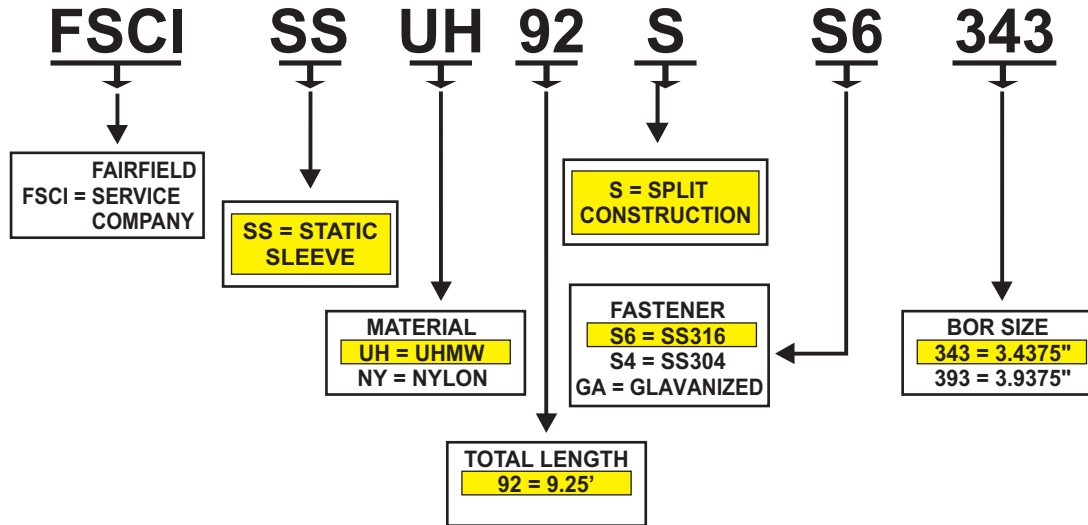 FSCI SS UH 92 S S6 343
FAIRFIELD
FSCI = SERVICE
COMPANY
SS = STATIC
SLEEVE
S = SPLIT
CONSTRUCTION
MATERIAL
UH = UHMW
NY = NYLON
FASTENER
S6 = SS316
S4 = SS304
GA = GLAVANIZED
BOR SIZE
343 = 3.4375"
393 = 3.9375"
TOTAL LENGTH
92 = 9.25’